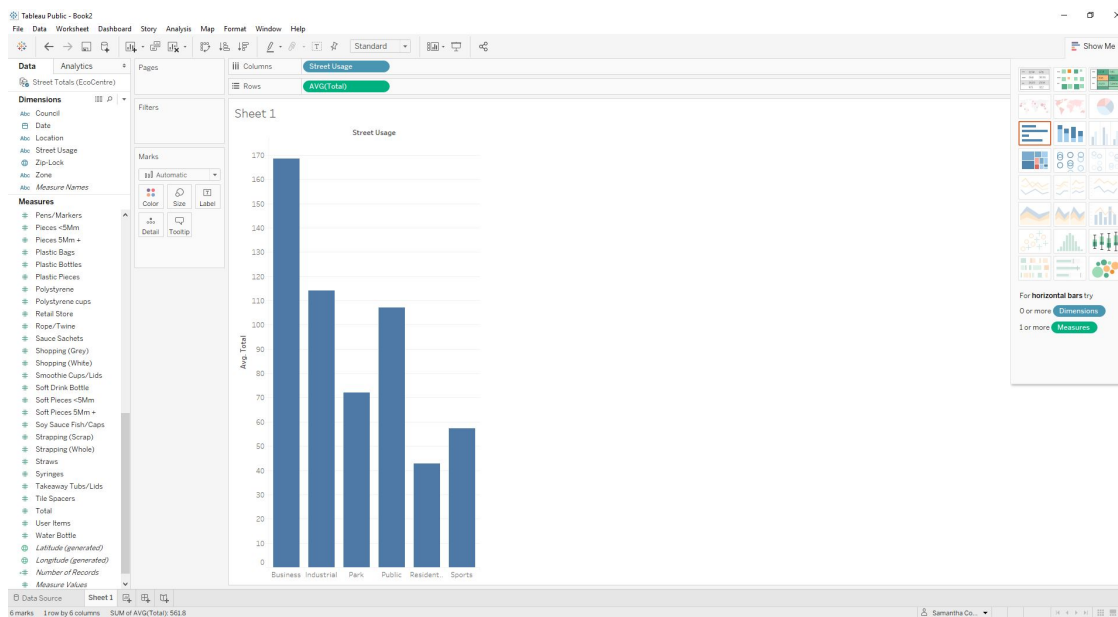 Tableau Public - Book2
File Data Worksheet Dashboard Story Analysis Map Format Window Help
Standard
Show Me
Data Analytics
Street Totals (EcoCentre)
Dimensions
Abc Council
Date
Abc Location
Abc Street Usage
Zip-Lock
Abc Zone
Abc Measure Names
Measures
Pens/Markers
Pieces <5Mm
Pieces 5Mm +
Plastic Bags
Plastic Bottles
Plastic Pieces
Polystyrene
Polystyrene cups
Retail Store
Rope/Twine
Sauce Sachets
Shopping (Grey)
Shopping (White)
Smoothie Cups/Lids
Soft Drink Bottle
Soft Pieces <5Mm
Soft Pieces 5Mm +
Soy Sauce Fish/Caps
Strapping (Scrap)
Strapping (Whole)
Straws
Syringes
Takeaway Tubs/Lids
Tile Spacers
Total
User Items
Water Bottle
Latitude (generated)
Longitude (generated)
Number of Records
Measure Values
Pages
Filters
Marks
Automatic
Color Size Label
Detail Tooltip
Columns Street Usage
Rows AVG(Total)
Sheet 1
Street Usage
170
160
150
140
130
120
110
100
90
80
70
60
50
40
30
20
10
0
Avg. Total
Business Industrial Park Public Resident.. Sports
For horizontal bars try
0 or more Dimensions
1 or more Measures
Data Source Sheet 1
6 marks 1 row by 6 columns SUM of AVG(Total): 561.8
Samantha Co...